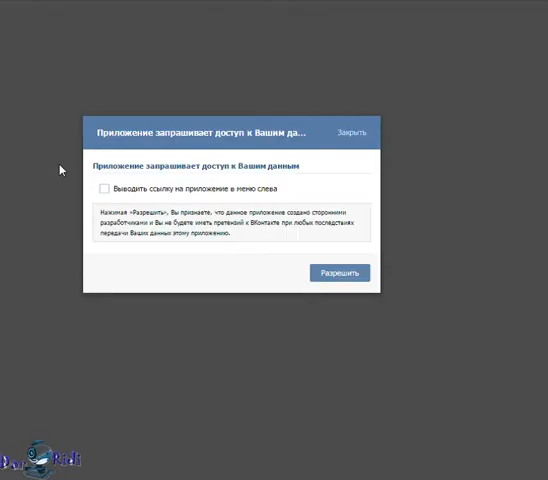 Приложение запрашивает доступ к Вашим да...
Закрыть
Приложение запрашивает доступ к Вашим данным
Выводить ссылку на приложение в меню слева
Нажимая «Разрешить», Вы признаете, что данное приложение создано сторонними
разработчиками и Вы не будете иметь претензий к ВКонтакте при любых последствиях
передачи Ваших данных этому приложению.
Разрешить